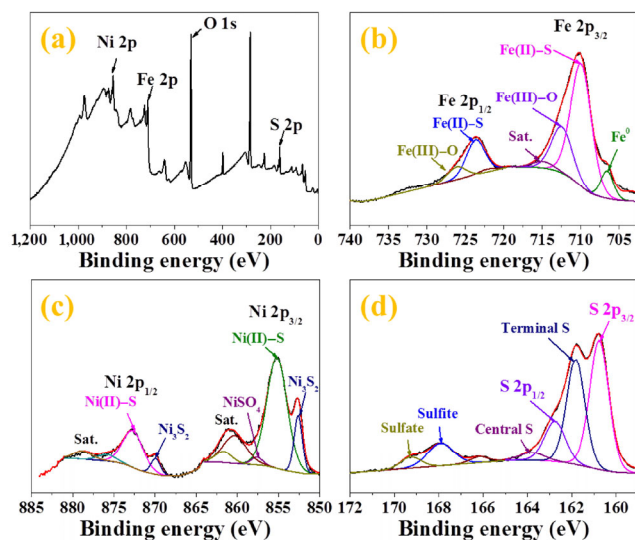 (a)
O 1s
Ni 2p
Fe 2p
S 2p
1,200 1,000 800 600 400 200 0
Binding energy (eV)
(b)
Fe 2p3/2
Fe(II)–S
Fe(III)–O
Fe 2p1/2
Fe(II)–S
Fe(III)–O
Sat.
Fe0
740 730 725 715 710 705
Binding energy (eV)
(c)
Ni 2p3/2
Ni(II)–S
Ni 2p1/2
Ni(II)–S
NiSO4
Ni3S2
Sat.
Ni3S2
Sat.
885 880 875 870 865 860 855 850
Binding energy (eV)
(d)
S 2p3/2
Terminal S
S 2p1/2
Sulfite
Sulfate
Central S
172 170 168 166 164 162 160
Binding energy (eV)